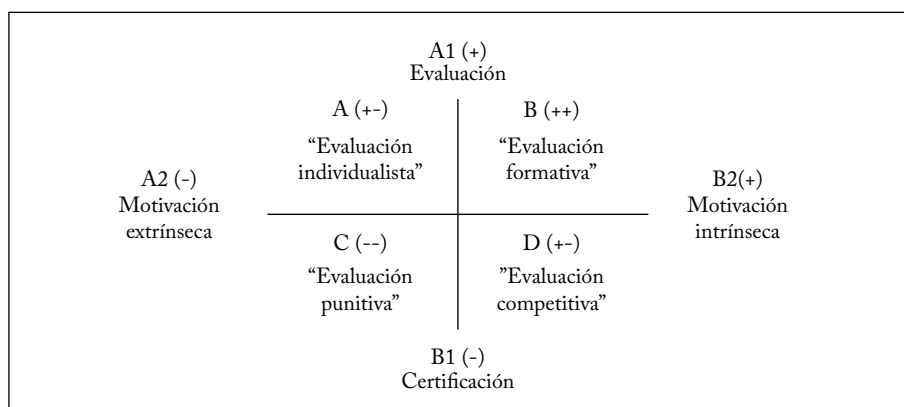 A1 (+)
Evaluación
A (+-)
“Evaluación
individualista”
B (++)
“Evaluación
formativa”
A2 (-)
Motivación
extrínseca
B2(+)
Motivación
intrínseca
C (--)
“Evaluación
punitiva”
D (+-)
”Evaluación
competitiva”
B1 (-)
Certificación